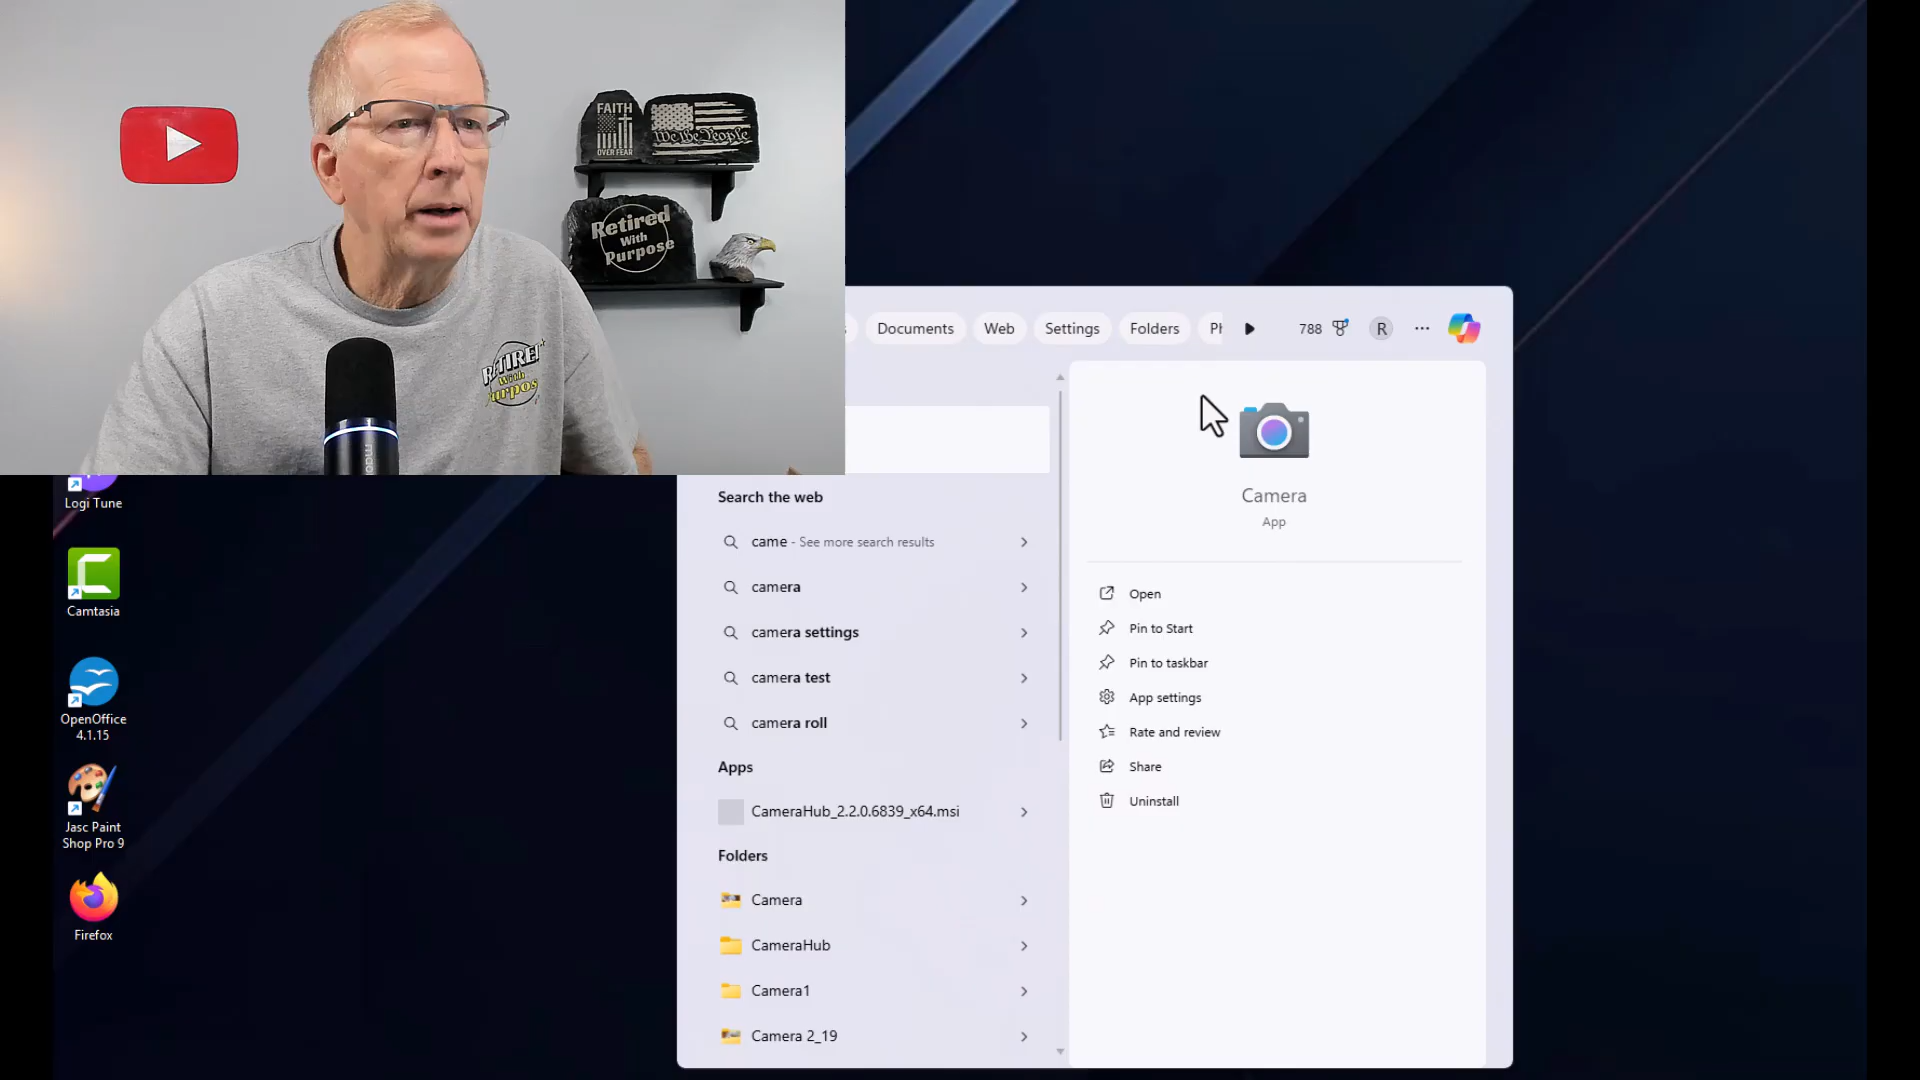 FAITH
OVER FEAR
We the People
Retired
With
Purpose
RETIRED
With
Purpos
Documents
Web
Settings
Folders
788
R
Camera
App
Open
Pin to Start
Pin to taskbar
App settings
Rate and review
Share
Uninstall
Search the web
came - See more search results
camera
camera settings
camera test
camera roll
Apps
CameraHub_2.2.0.6839_x64.msi
Folders
Camera
CameraHub
Camera1
Camera 2_19
Logi Tune
Camtasia
OpenOffice
4.1.15
Jasc Paint
Shop Pro 9
Firefox